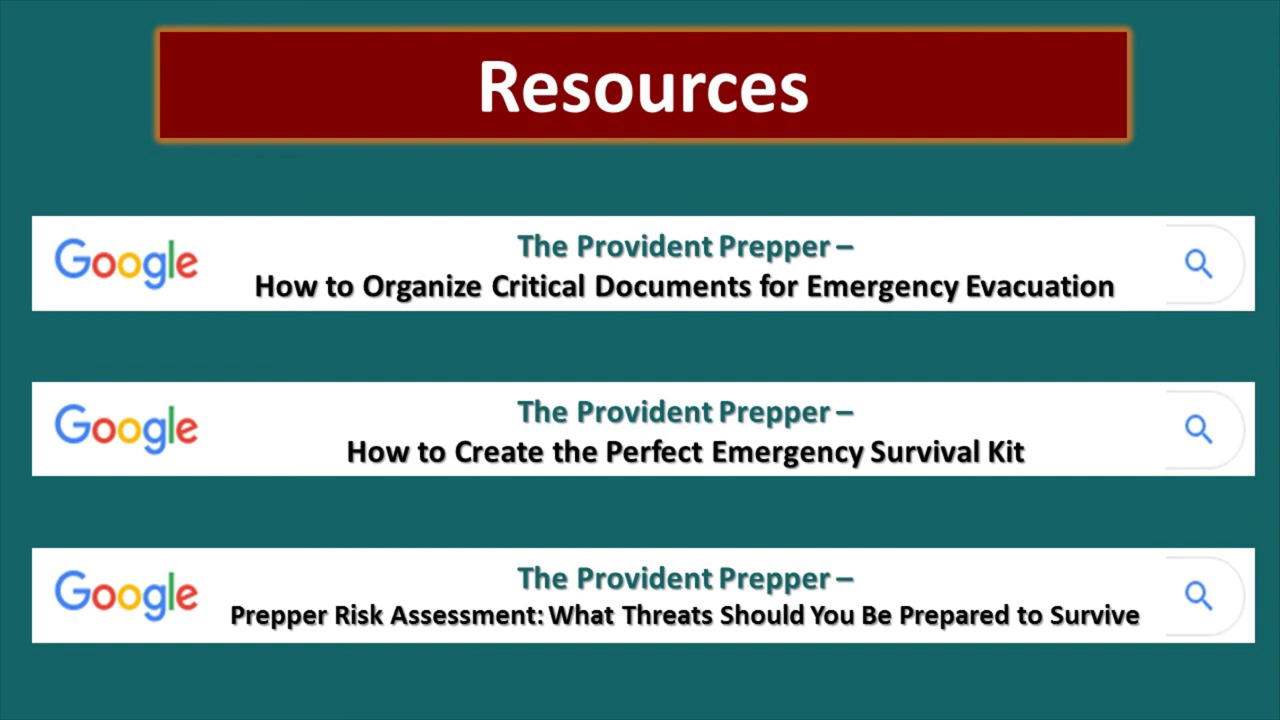 Resources
Google
The Provident Prepper –
How to Organize Critical Documents for Emergency Evacuation
Google
The Provident Prepper –
How to Create the Perfect Emergency Survival Kit
Google
The Provident Prepper –
Prepper Risk Assessment: What Threats Should You Be Prepared to Survive